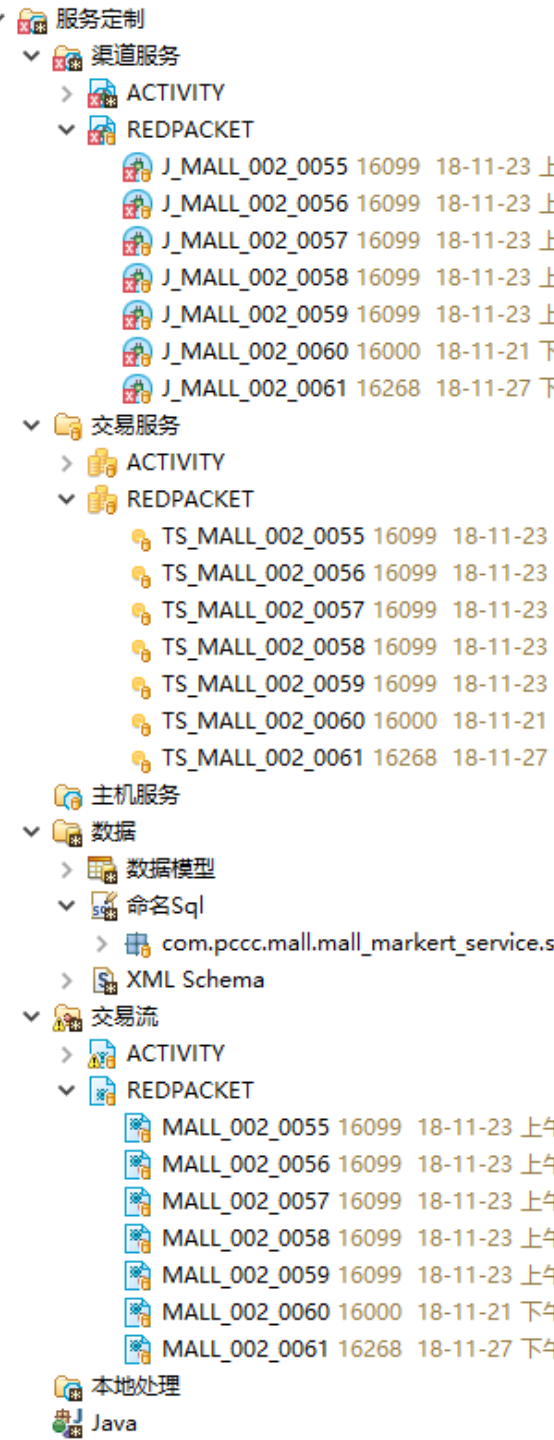 服务定制
渠道服务
ACTIVITY
REDPACKET
J_MALL_002_0055 16099 18-11-23 上
J_MALL_002_0056 16099 18-11-23 上
J_MALL_002_0057 16099 18-11-23 上
J_MALL_002_0058 16099 18-11-23 上
J_MALL_002_0059 16099 18-11-23 上
J_MALL_002_0060 16000 18-11-21 下
J_MALL_002_0061 16268 18-11-27 下
交易服务
ACTIVITY
REDPACKET
TS_MALL_002_0055 16099 18-11-23
TS_MALL_002_0056 16099 18-11-23
TS_MALL_002_0057 16099 18-11-23
TS_MALL_002_0058 16099 18-11-23
TS_MALL_002_0059 16099 18-11-23
TS_MALL_002_0060 16000 18-11-21
TS_MALL_002_0061 16268 18-11-27
主机服务
数据
数据模型
命名Sql
com.pccc.mall.mall_markert_service.s
XML Schema
交易流
ACTIVITY
REDPACKET
MALL_002_0055 16099 18-11-23 上午
MALL_002_0056 16099 18-11-23 上午
MALL_002_0057 16099 18-11-23 上午
MALL_002_0058 16099 18-11-23 上午
MALL_002_0059 16099 18-11-23 上午
MALL_002_0060 16000 18-11-21 下午
MALL_002_0061 16268 18-11-27 下午
本地处理
Java